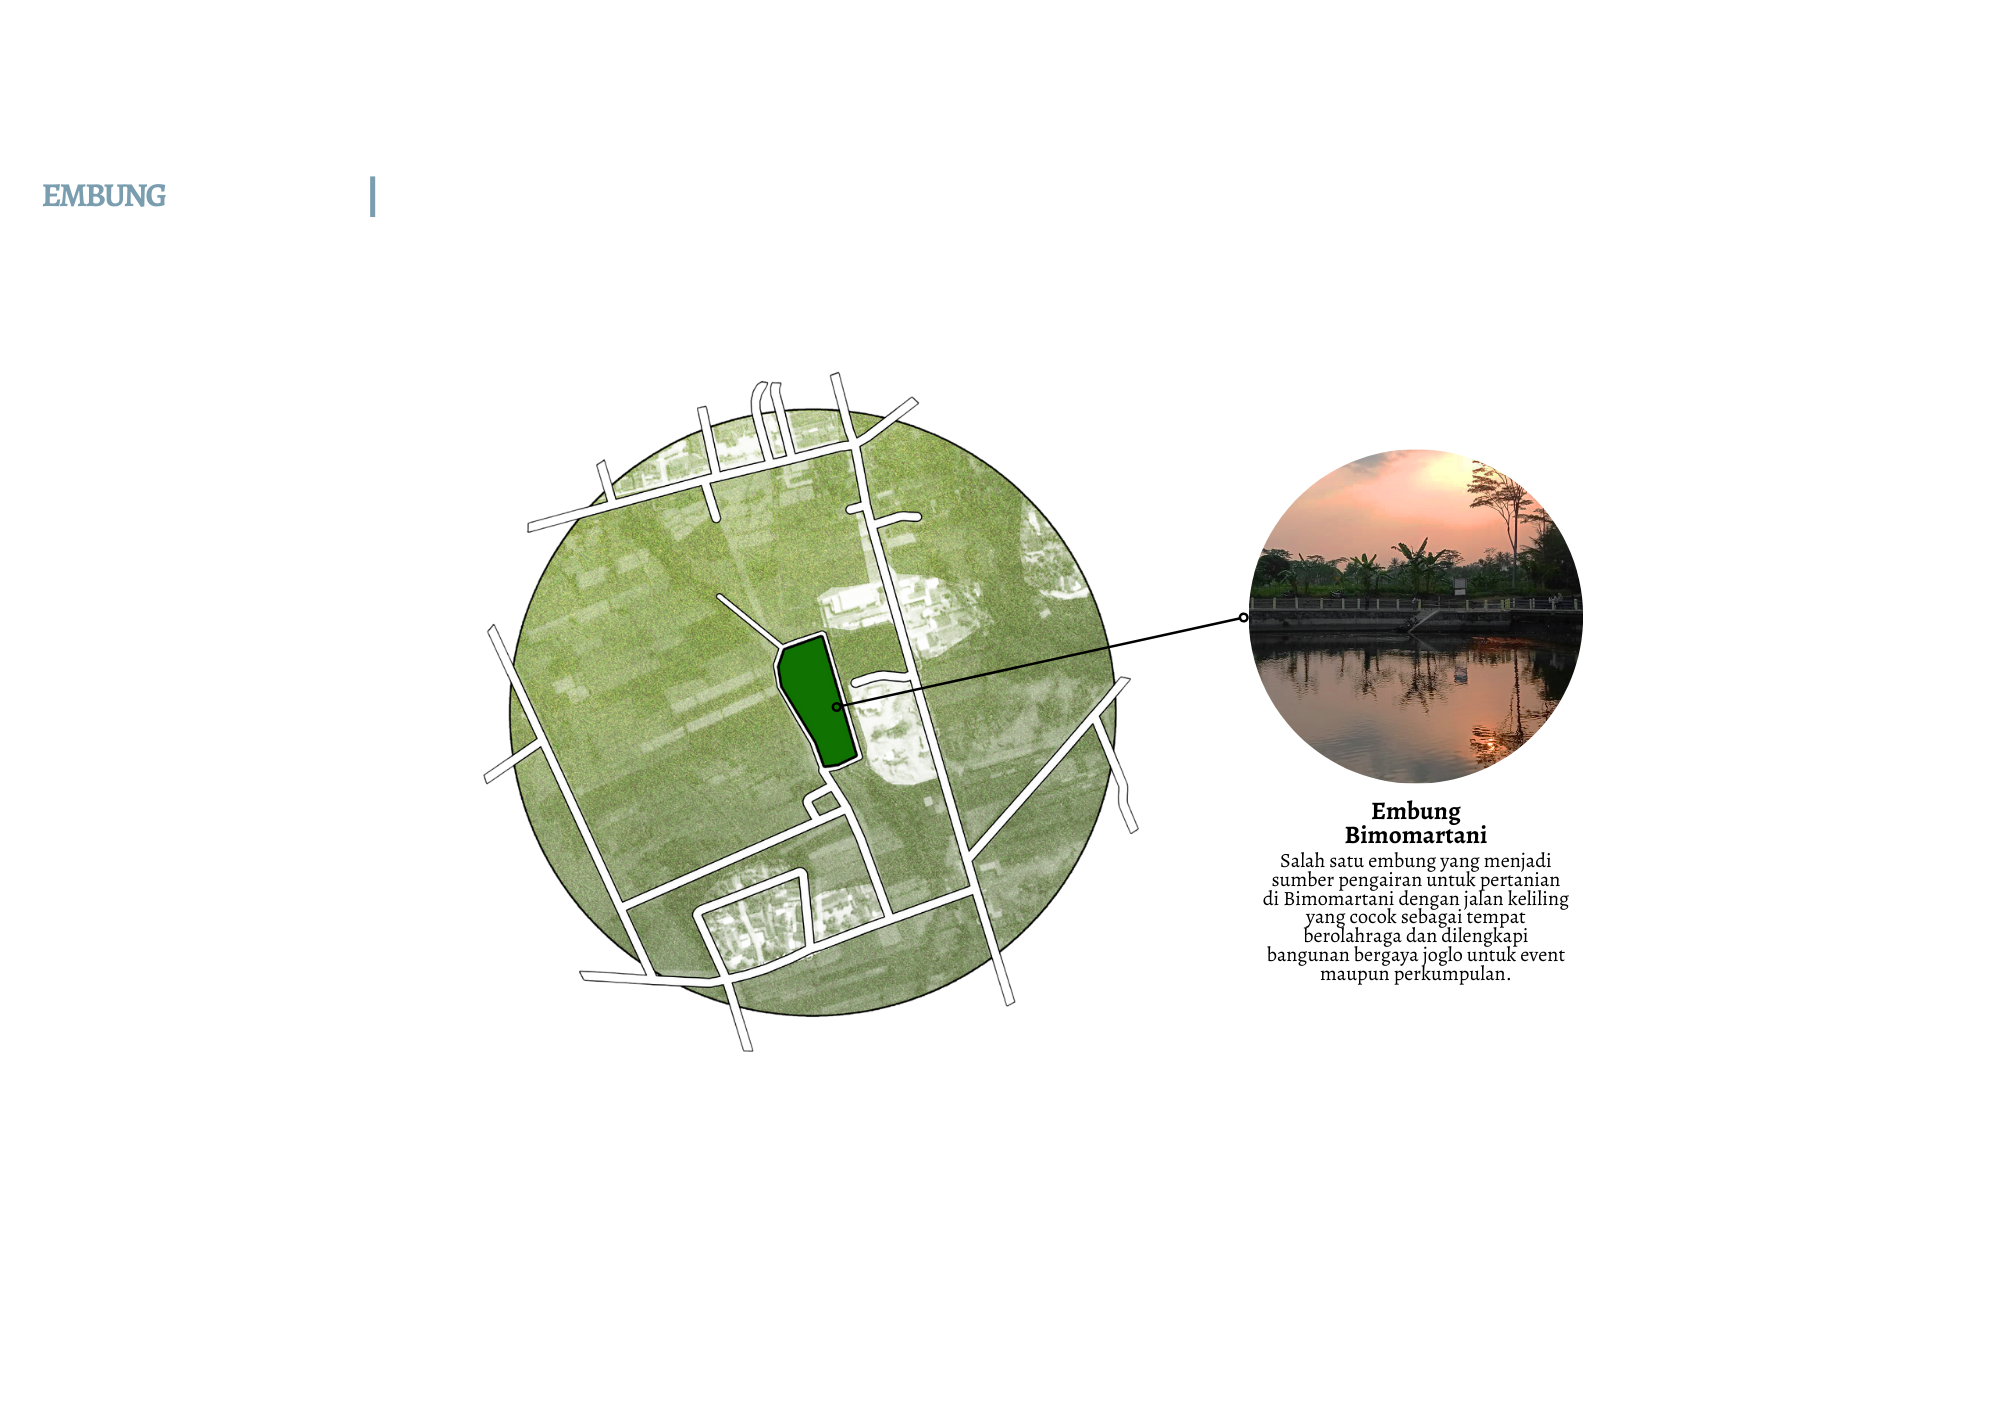 EMBUNG
Embung
Bimomartani
Salah satu embung yang menjadi
sumber pengairan untuk pertanian
di Bimomartani dengan jalan keliling
yang cocok sebagai tempat
berolahraga dan dilengkapi
bangunan bergaya joglo untuk event
maupun perkumpulan.